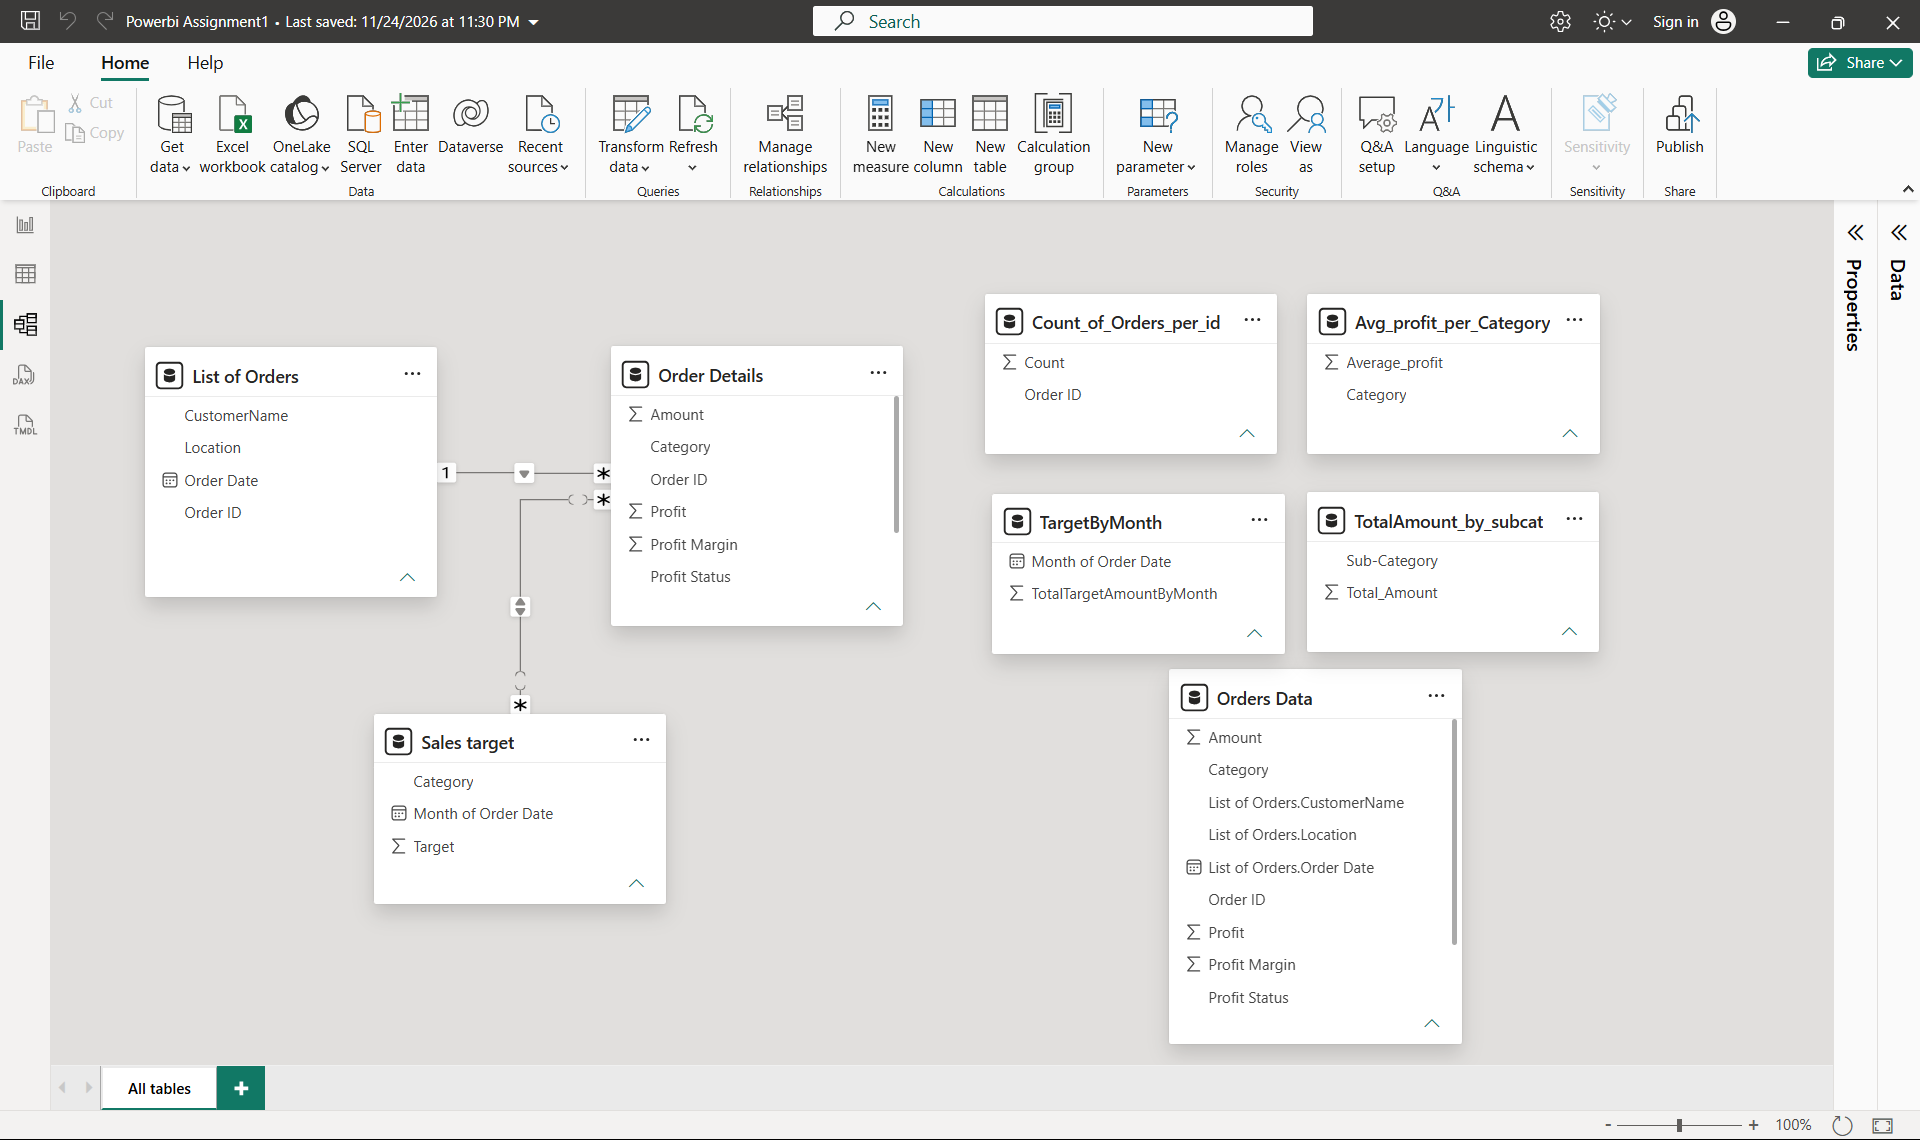 Powerbi Assignment1 • Last saved: 11/24/2026 at 11:30 PM
Search
Sign in
File
Home
Help
Share
Paste
Cut
Copy
Clipboard
Get data
Excel workbook
OneLake catalog
SQL Server
Enter data
Dataverse
Recent sources
Data
Transform data
Refresh
Queries
Manage relationships
Relationships
New measure
New column
New table
Calculation group
Calculations
New parameter
Parameters
Manage roles
View as
Security
Q&A setup
Language
Linguistic schema
Q&A
Sensitivity
Sensitivity
Publish
Share
DAX
TMDL
Properties
Data
List of Orders
CustomerName
Location
Order Date
Order ID
1
*
*
Order Details
Amount
Category
Order ID
Profit
Profit Margin
Profit Status
*
Sales target
Category
Month of Order Date
Target
Count_of_Orders_per_id
Count
Order ID
Avg_profit_per_Category
Average_profit
Category
TargetByMonth
Month of Order Date
TotalTargetAmountByMonth
TotalAmount_by_subcat
Sub-Category
Total_Amount
Orders Data
Amount
Category
List of Orders.CustomerName
List of Orders.Location
List of Orders.Order Date
Order ID
Profit
Profit Margin
Profit Status
All tables
+
- + 100%